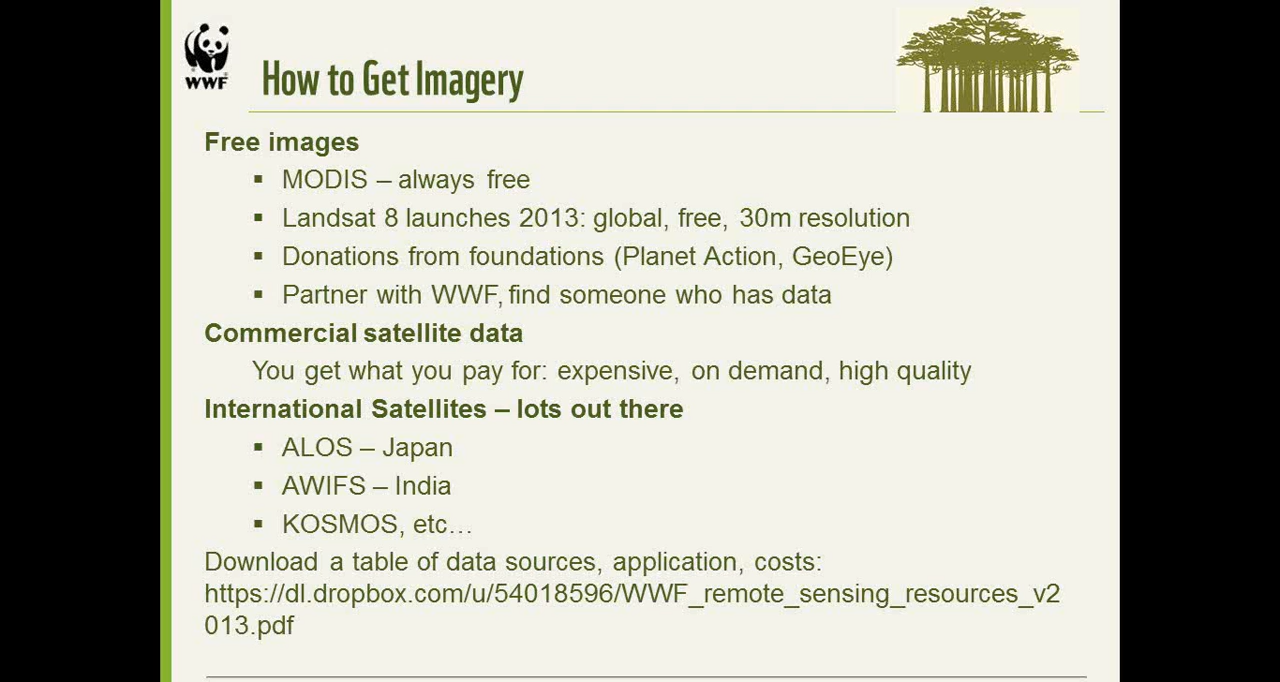 WWF
How to Get Imagery
Free images
▪ MODIS – always free
▪ Landsat 8 launches 2013: global, free, 30m resolution
▪ Donations from foundations (Planet Action, GeoEye)
▪ Partner with WWF, find someone who has data
Commercial satellite data
You get what you pay for: expensive, on demand, high quality
International Satellites – lots out there
▪ ALOS – Japan
▪ AWIFS – India
▪ KOSMOS, etc…
Download a table of data sources, application, costs:
https://dl.dropbox.com/u/54018596/WWF_remote_sensing_resources_v2
013.pdf